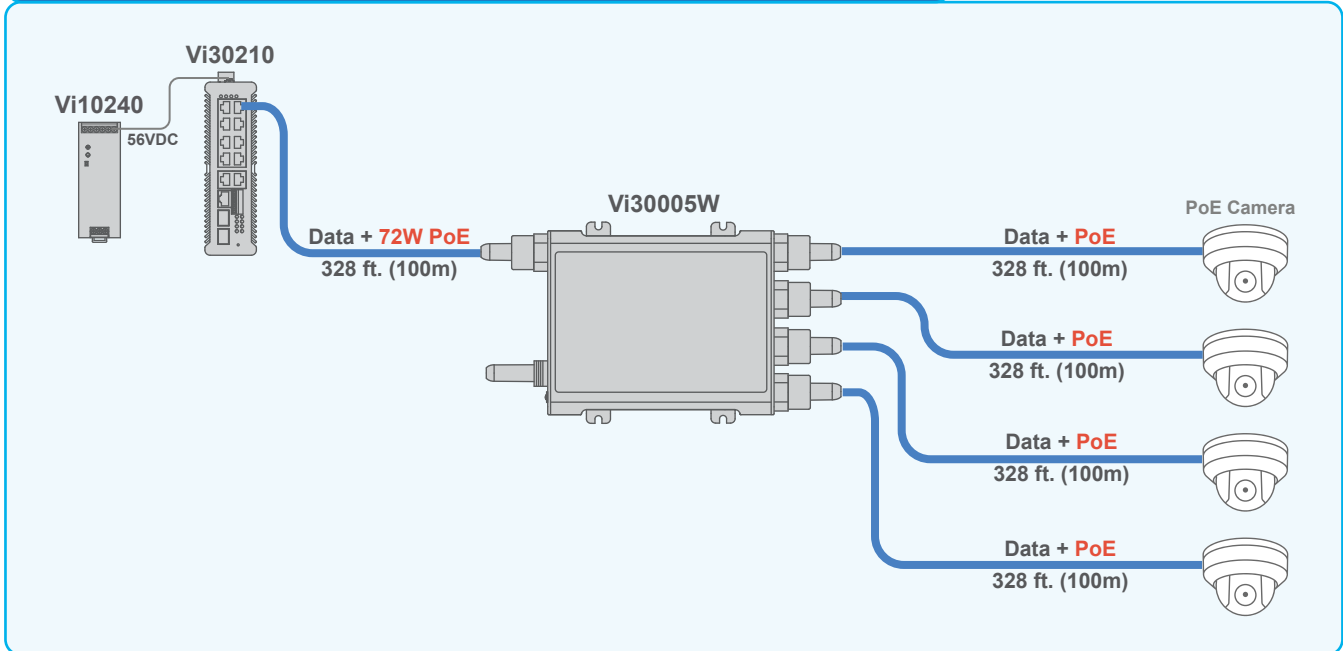 Vi30210
Vi10240
56VDC
Vi30005W
PoE Camera
Data + 72W PoE
328 ft. (100m)
Data + PoE
328 ft. (100m)
Data + PoE
328 ft. (100m)
Data + PoE
328 ft. (100m)
Data + PoE
328 ft. (100m)